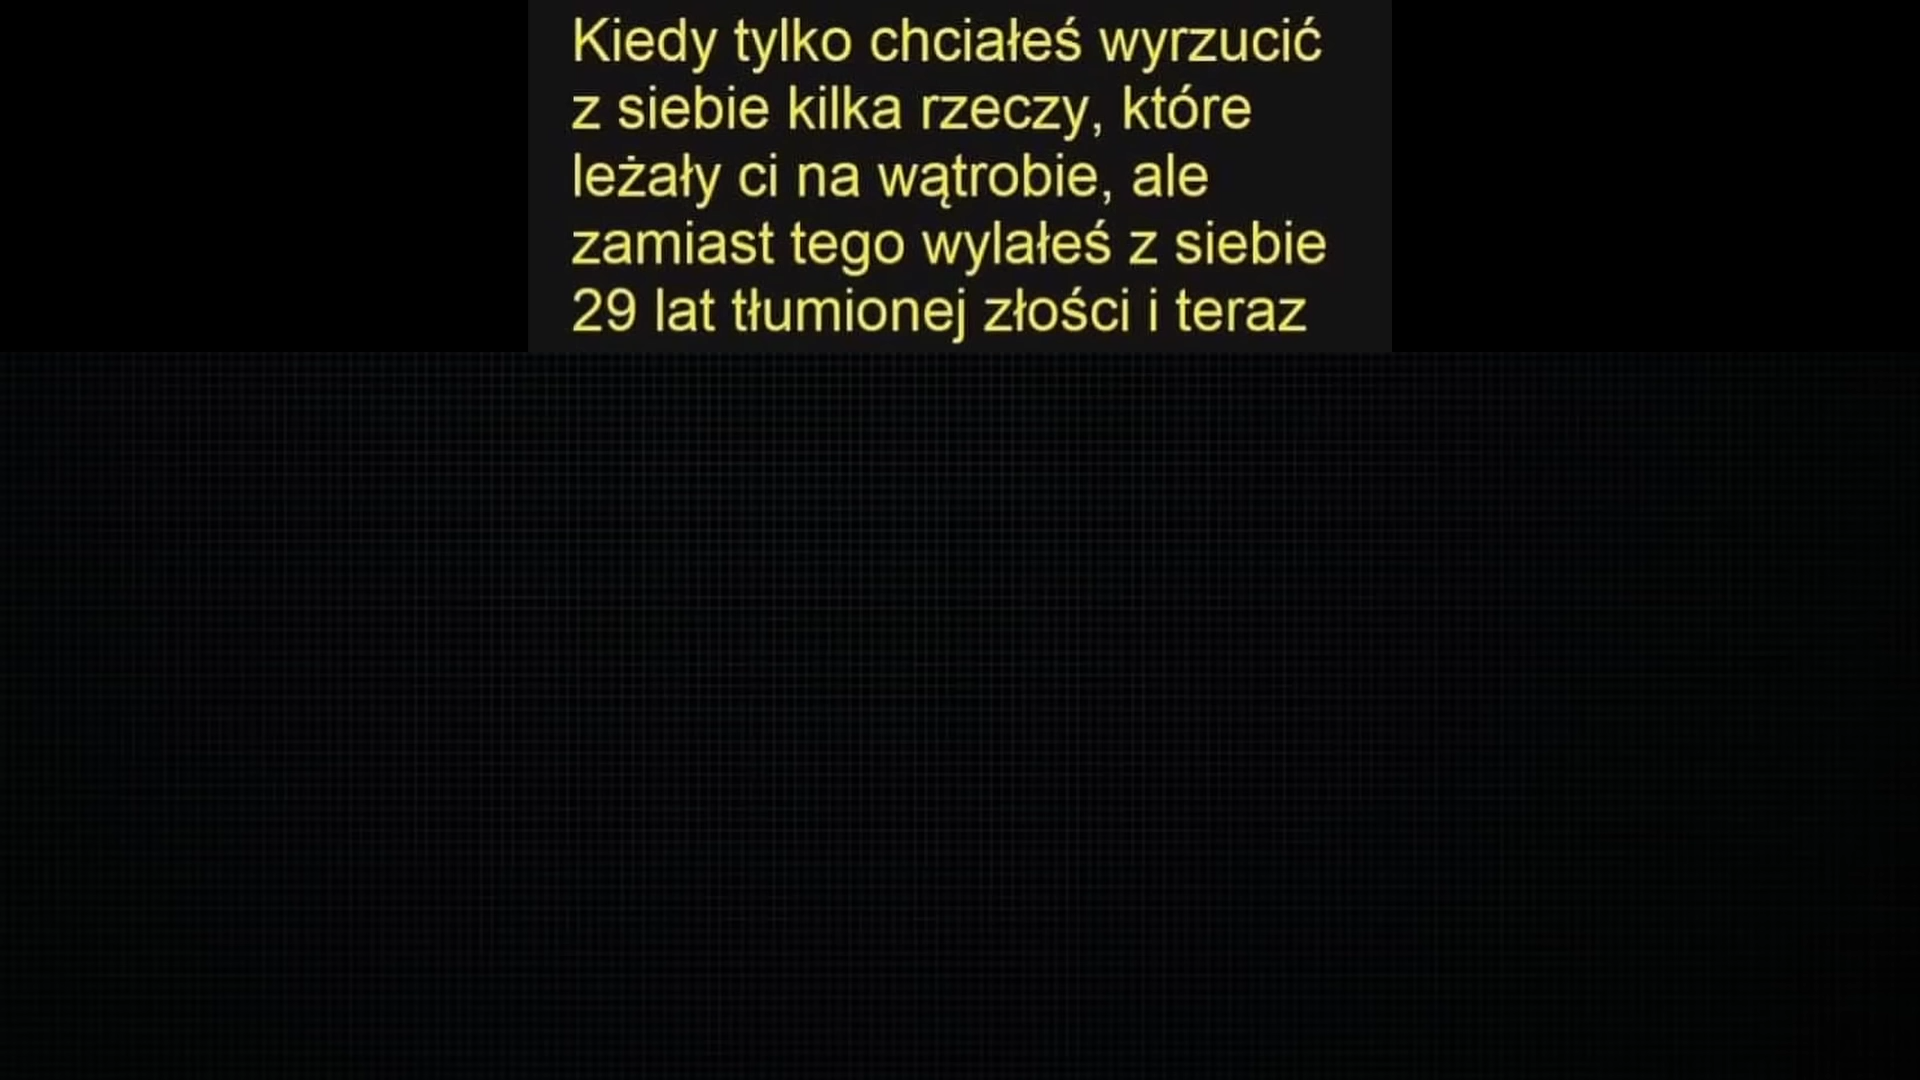 Kiedy tylko chciałeś wyrzucić
z siebie kilka rzeczy, które
leżały ci na wątrobie, ale
zamiast tego wylałeś z siebie
29 lat tłumionej złości i teraz